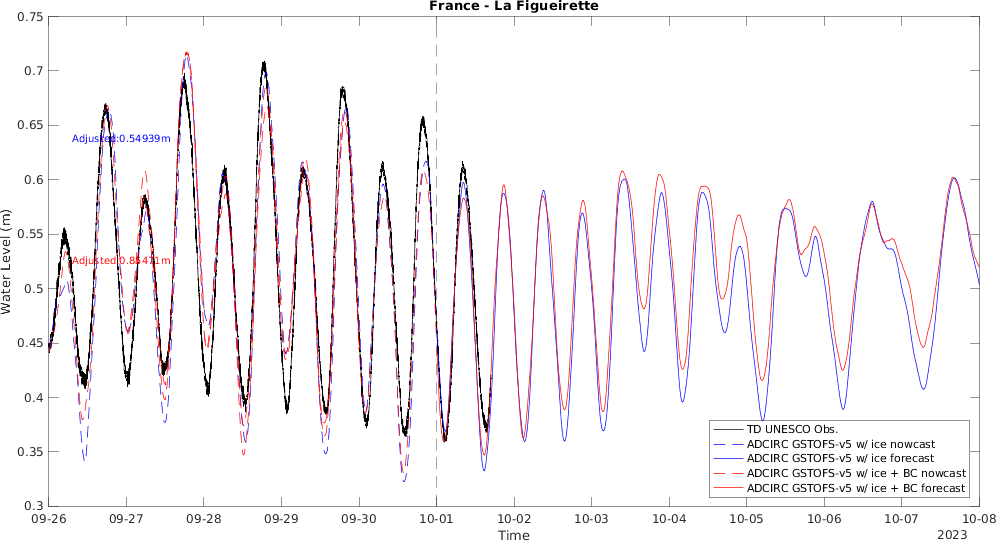 France - La Figueirette
0.75
0.7
0.65
0.6
0.55
0.5
0.45
0.4
0.35
0.3
Water Level (m)
Adjusted:0.54939m
Adjusted:0.85471m
TD UNESCO Obs.
ADCIRC GSTOFS-v5 w/ ice nowcast
ADCIRC GSTOFS-v5 w/ ice forecast
ADCIRC GSTOFS-v5 w/ ice + BC nowcast
ADCIRC GSTOFS-v5 w/ ice + BC forecast
09-26 09-27 09-28 09-29 09-30 10-01 10-02 10-03 10-04 10-05 10-06 10-07 10-08
Time
2023